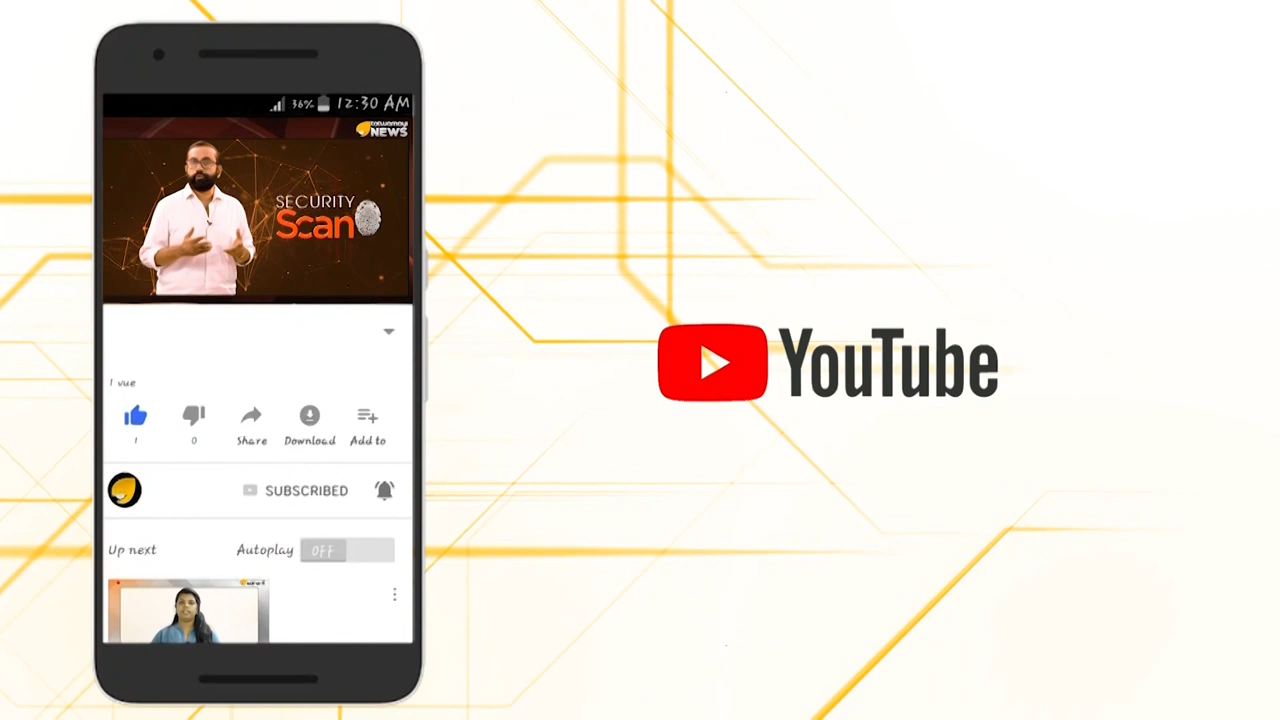 36% 12:30 AM
tatwamayi
NEWS
SECURITY
Scan
1 vue
1 0 Share Download Add to
SUBSCRIBED
Up next Autoplay OFF
YouTube